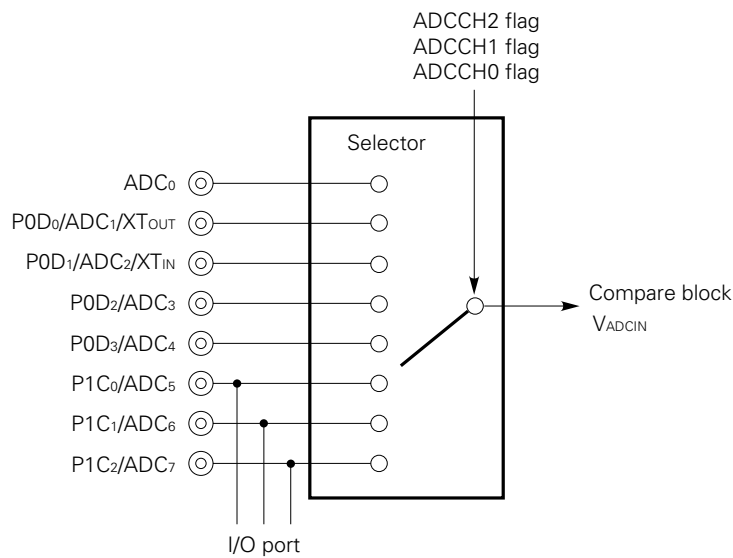 ADCCH2 flag
ADCCH1 flag
ADCCH0 flag
Selector
ADC₀
P0D₀/ADC₁/XTOUT
P0D₁/ADC₂/XTIN
P0D₂/ADC₃
P0D₃/ADC₄
P1C₀/ADC₅
P1C₁/ADC₆
P1C₂/ADC₇
Compare block
VADCIN
I/O port